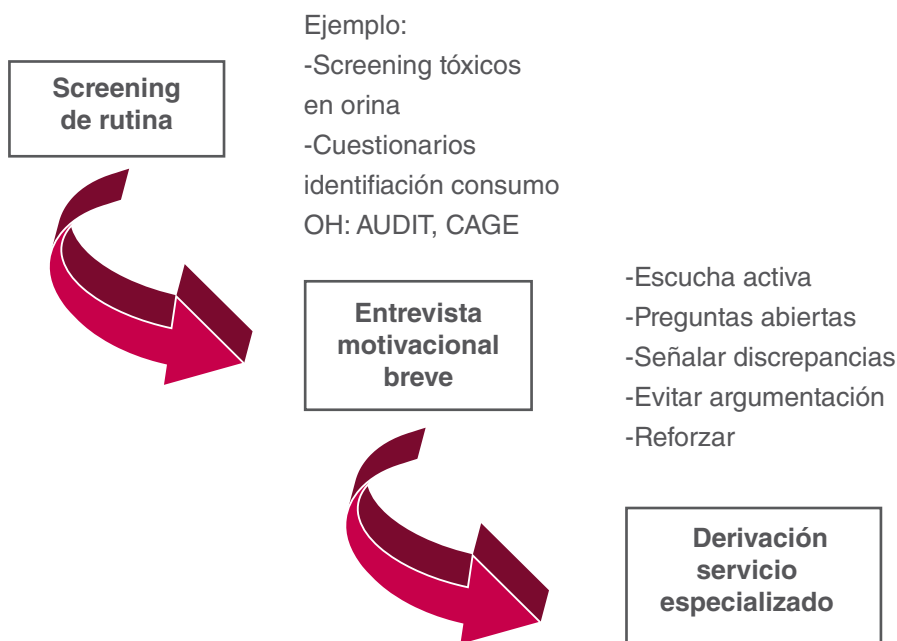 Screening
de rutina
Ejemplo:
-Screening tóxicos
en orina
-Cuestionarios
identifiación consumo
OH: AUDIT, CAGE
Entrevista
motivacional
breve
-Escucha activa
-Preguntas abiertas
-Señalar discrepancias
-Evitar argumentación
-Reforzar
Derivación
servicio
especializado